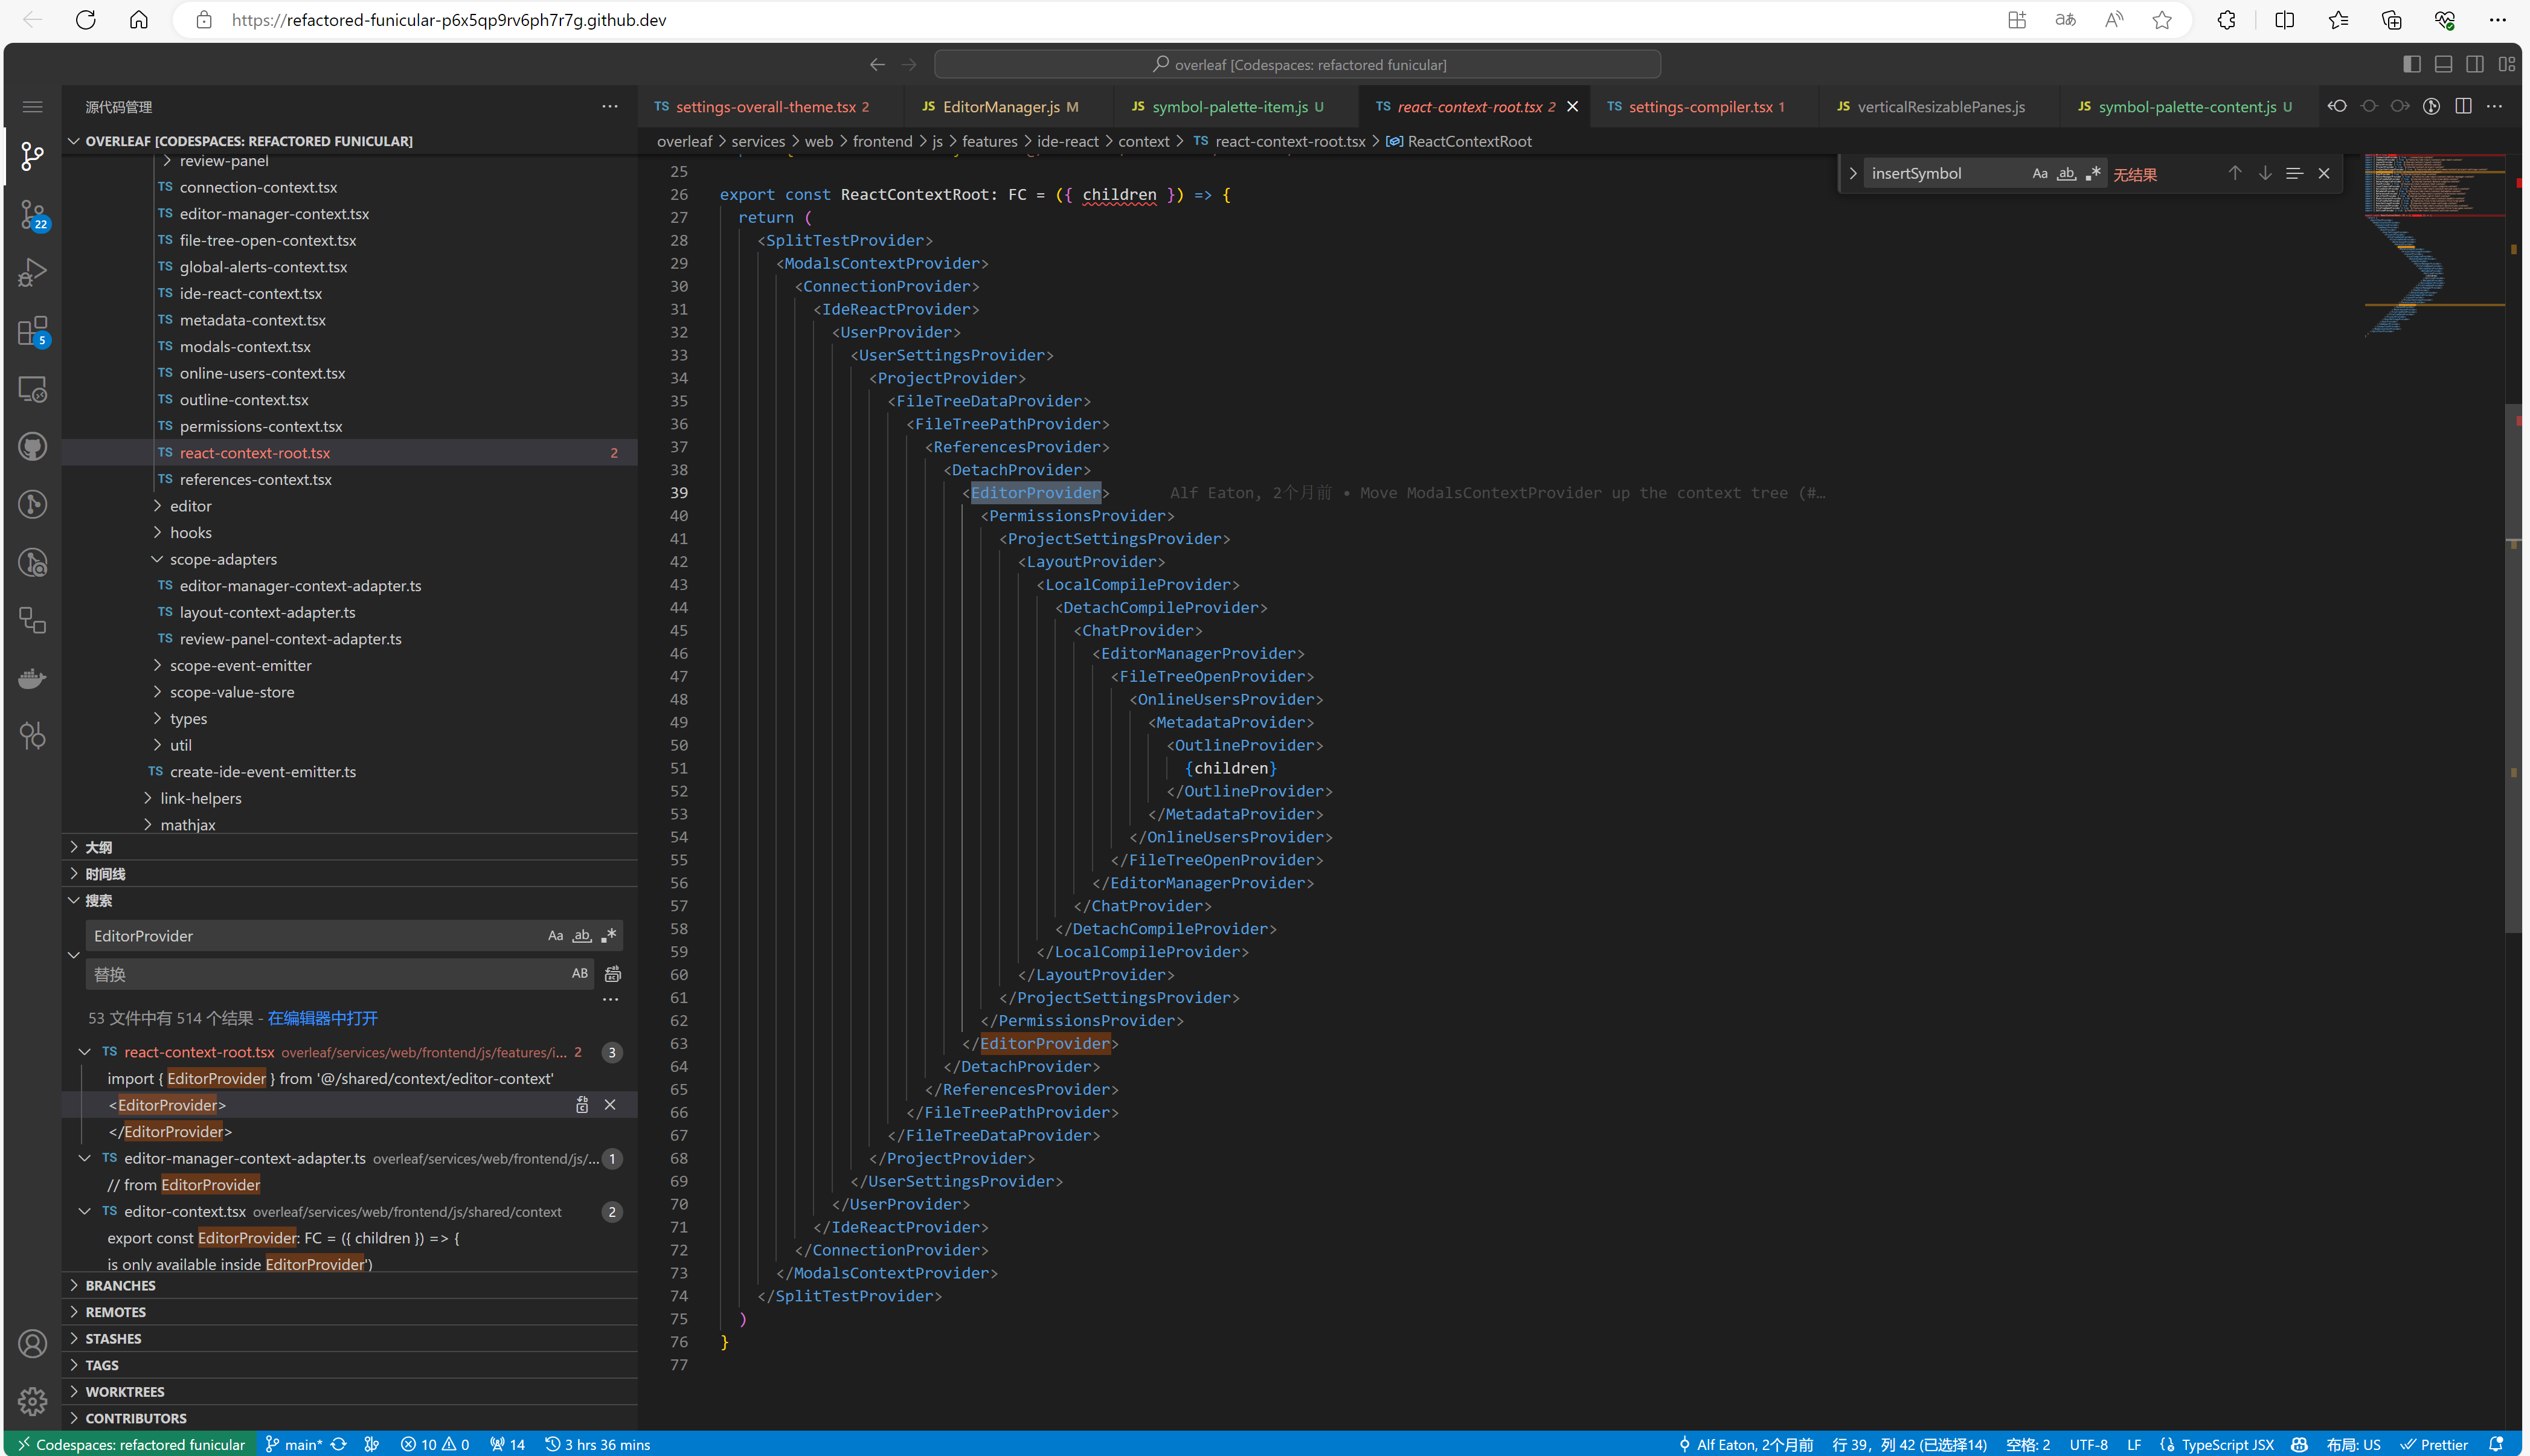 https://refactored-funicular-p6x5qp9rv6ph7r7g.github.dev
overleaf [Codespaces: refactored funicular]
源代码管理
OVERLEAF [CODESPACES: REFACTORED FUNICULAR]
review-panel
TS connection-context.tsx
TS editor-manager-context.tsx
TS file-tree-open-context.tsx
TS global-alerts-context.tsx
TS ide-react-context.tsx
TS metadata-context.tsx
TS modals-context.tsx
TS online-users-context.tsx
TS outline-context.tsx
TS permissions-context.tsx
TS react-context-root.tsx 2
TS references-context.tsx
editor
hooks
scope-adapters
TS editor-manager-context-adapter.ts
TS layout-context-adapter.ts
TS review-panel-context-adapter.ts
scope-event-emitter
scope-value-store
types
util
TS create-ide-event-emitter.ts
link-helpers
mathjax
大纲
时间线
搜索
EditorProvider Aa ab
替换 AB
53 文件中有 514 个结果 - 在编辑器中打开
TS react-context-root.tsx overleaf/services/web/frontend/js/features/i... 2 3
import { EditorProvider } from '@/shared/context/editor-context'
<EditorProvider>
</EditorProvider>
TS editor-manager-context-adapter.ts overleaf/services/web/frontend/js/... 1
// from EditorProvider
TS editor-context.tsx overleaf/services/web/frontend/js/shared/context 2
export const EditorProvider: FC = ({ children }) => {
is only available inside EditorProvider')
BRANCHES
REMOTES
STASHES
TAGS
WORKTREES
CONTRIBUTORS
22
5
TS settings-overall-theme.tsx 2
JS EditorManager.js M
JS symbol-palette-item.js U
TS react-context-root.tsx 2
TS settings-compiler.tsx 1
JS verticalResizablePanes.js
JS symbol-palette-content.js U
overleaf > services > web > frontend > js > features > ide-react > context > TS react-context-root.tsx > ReactContextRoot
insertSymbol Aa ab 无结果
25
26 export const ReactContextRoot: FC = ({ children }) => {
27 return (
28 <SplitTestProvider>
29 <ModalsContextProvider>
30 <ConnectionProvider>
31 <IdeReactProvider>
32 <UserProvider>
33 <UserSettingsProvider>
34 <ProjectProvider>
35 <FileTreeDataProvider>
36 <FileTreePathProvider>
37 <ReferencesProvider>
38 <DetachProvider>
39 <EditorProvider> Alf Eaton, 2个月前 • Move ModalsContextProvider up the context tree (#…
40 <PermissionsProvider>
41 <ProjectSettingsProvider>
42 <LayoutProvider>
43 <LocalCompileProvider>
44 <DetachCompileProvider>
45 <ChatProvider>
46 <EditorManagerProvider>
47 <FileTreeOpenProvider>
48 <OnlineUsersProvider>
49 <MetadataProvider>
50 <OutlineProvider>
51 {children}
52 </OutlineProvider>
53 </MetadataProvider>
54 </OnlineUsersProvider>
55 </FileTreeOpenProvider>
56 </EditorManagerProvider>
57 </ChatProvider>
58 </DetachCompileProvider>
59 </LocalCompileProvider>
60 </LayoutProvider>
61 </ProjectSettingsProvider>
62 </PermissionsProvider>
63 </EditorProvider>
64 </DetachProvider>
65 </ReferencesProvider>
66 </FileTreePathProvider>
67 </FileTreeDataProvider>
68 </ProjectProvider>
69 </UserSettingsProvider>
70 </UserProvider>
71 </IdeReactProvider>
72 </ConnectionProvider>
73 </ModalsContextProvider>
74 </SplitTestProvider>
75 )
76 }
77
Codespaces: refactored funicular main* 10 0 14 3 hrs 36 mins
Alf Eaton, 2个月前 行 39，列 42 (已选择14) 空格: 2 UTF-8 LF TypeScript JSX 布局: US Prettier